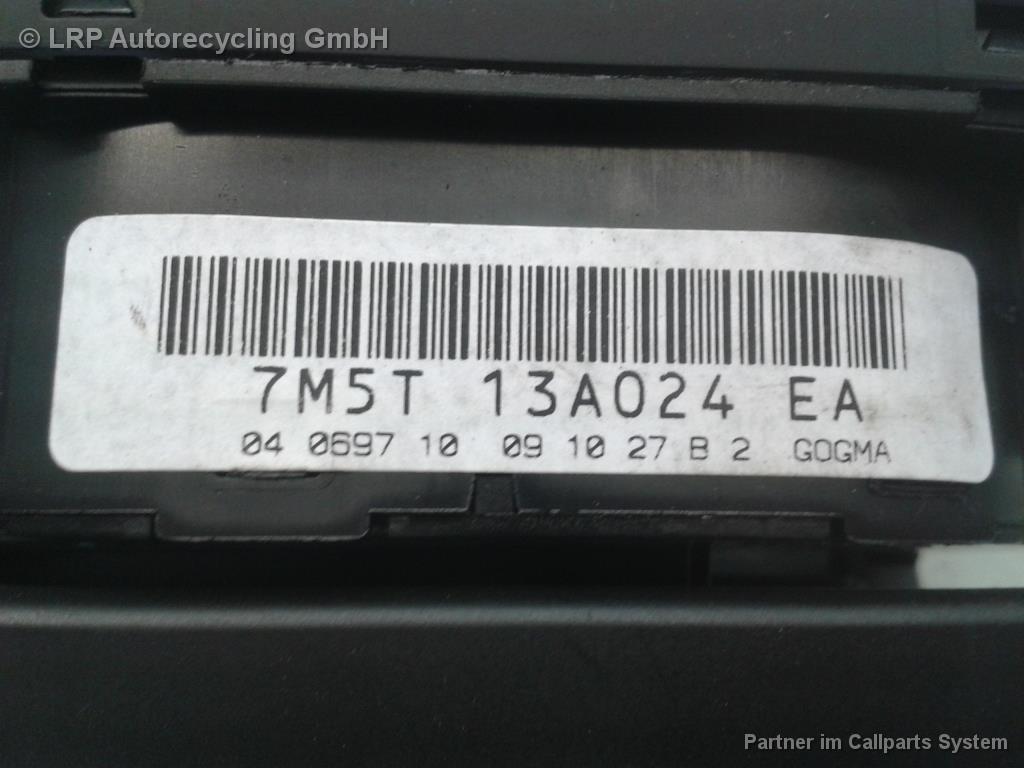 © LRP Autorecycling GmbH
7M5T 13A024 EA
04 0697 10 09 10 27 B 2 GOGMA
Partner im Callparts System